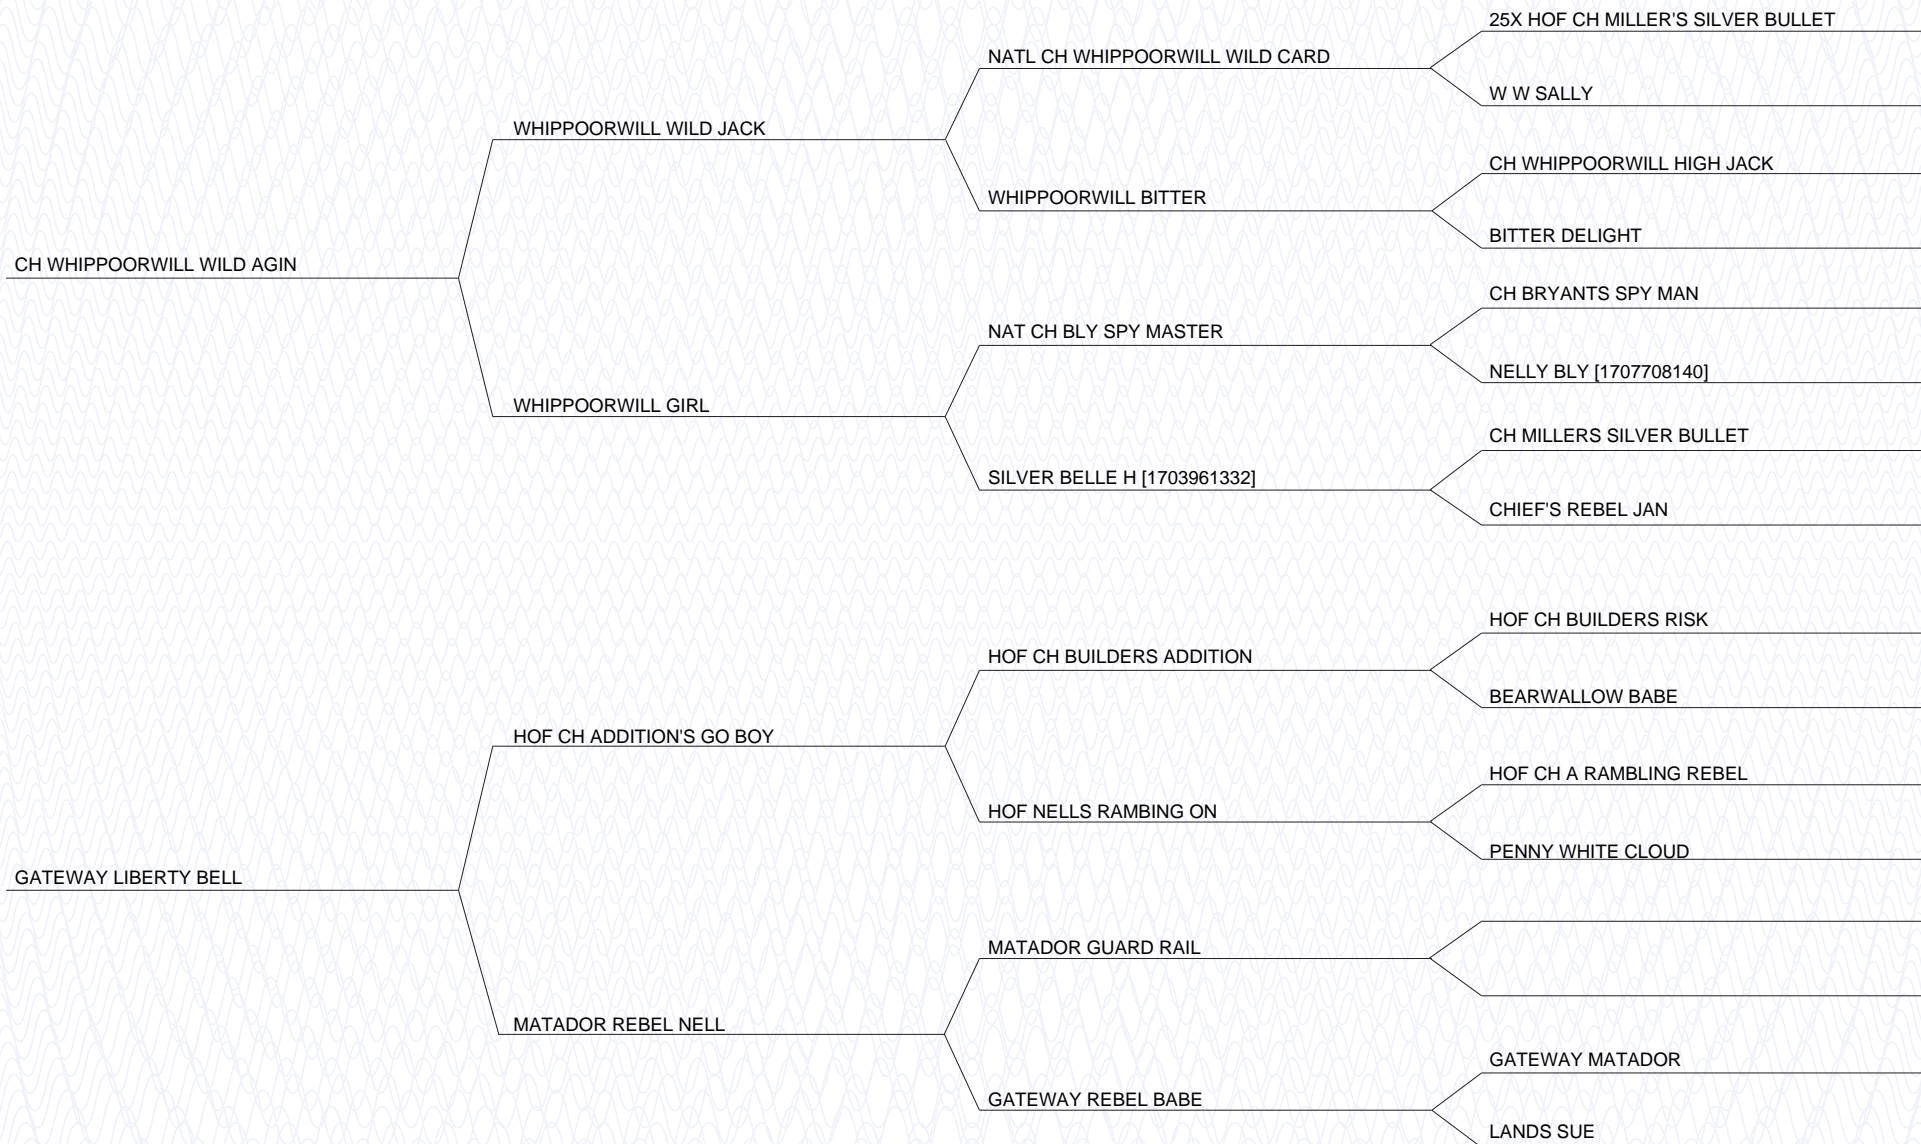 25X HOF CH MILLER'S SILVER BULLET
NATL CH WHIPPOORWILL WILD CARD
W W SALLY
WHIPPOORWILL WILD JACK
CH WHIPPOORWILL HIGH JACK
WHIPPOORWILL BITTER
BITTER DELIGHT
CH WHIPPOORWILL WILD AGIN
CH BRYANTS SPY MAN
NAT CH BLY SPY MASTER
NELLY BLY [1707708140]
WHIPPOORWILL GIRL
CH MILLERS SILVER BULLET
SILVER BELLE H [1703961332]
CHIEF'S REBEL JAN
HOF CH BUILDERS RISK
HOF CH BUILDERS ADDITION
BEARWALLOW BABE
HOF CH ADDITION'S GO BOY
HOF CH A RAMBLING REBEL
HOF NELLS RAMBING ON
PENNY WHITE CLOUD
GATEWAY LIBERTY BELL
MATADOR GUARD RAIL
MATADOR REBEL NELL
GATEWAY MATADOR
GATEWAY REBEL BABE
LANDS SUE